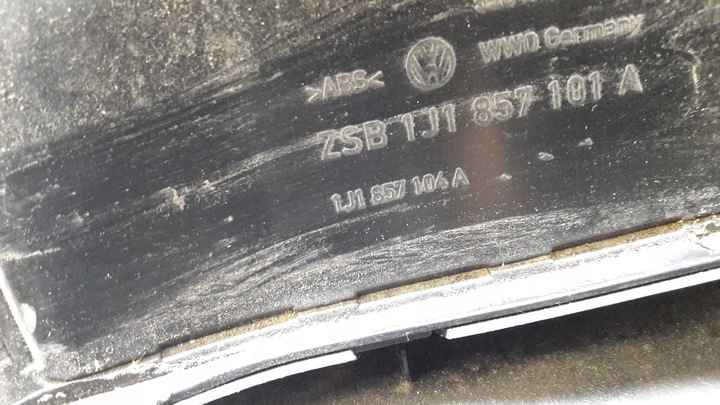 >ABS< WWO Germany
ZSB 1J1 857 101 A
1J1 857 104 A